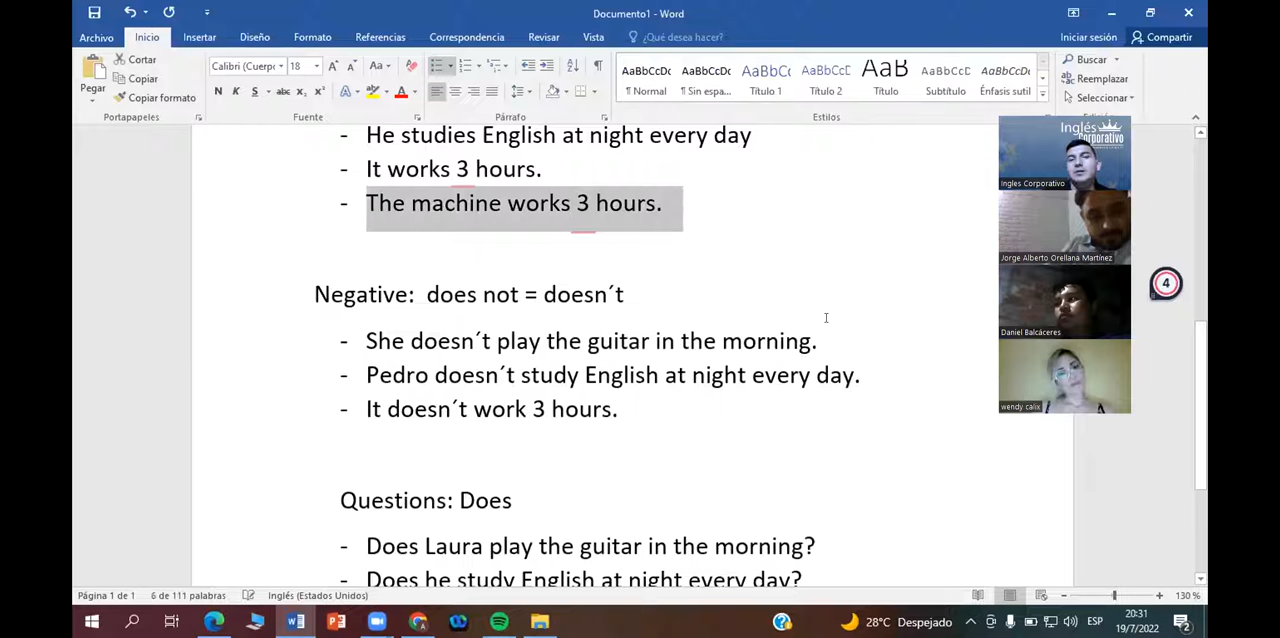 Documento1 - Word
Archivo Inicio Insertar Diseño Formato Referencias Correspondencia Revisar Vista ¿Qué desea hacer? Iniciar sesión Compartir
Pegar
Cortar
Copiar
Copiar formato
Calibri (Cuerpo 18
N K S abc x₂ x²
AaBbCcDc AaBbCcDc AaBbCc AaBbCcD AaB AaBbCcD AaBbCcDc
¶ Normal ¶ Sin espa... Título 1 Título 2 Título Subtítulo Énfasis sutil
Buscar
Reemplazar
Seleccionar
Portapapeles Fuente Párrafo Estilos
- He studies English at night every day
- It works 3 hours.
- The machine works 3 hours.
Negative: does not = doesn´t
- She doesn´t play the guitar in the morning.
- Pedro doesn´t study English at night every day.
- It doesn´t work 3 hours.
Questions: Does
- Does Laura play the guitar in the morning?
- Does he study English at night every day?
Inglés
Corporativo
Ingles Corporativo
Jorge Alberto Orellana Martínez
Daniel Balcáceres
wendy calix
4
Página 1 de 1 6 de 111 palabras Inglés (Estados Unidos) 130 %
28°C Despejado ESP 20:31
19/7/2022 2